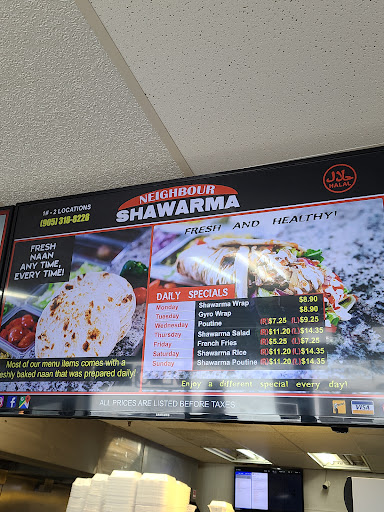 1# - 2 LOCATIONS
(905) 318-8228
NEIGHBOUR
SHAWARMA
حلال
HALAL
FRESH AND HEALTHY!
FRESH
NAAN
ANY TIME,
EVERY TIME!
DAILY SPECIALS
Monday Shawarma Wrap $8.90
Tuesday Gyro Wrap $8.90
Wednesday Poutine (R) $7.25 (L) $9.25
Thursday Shawarma Salad (R) $11.20 (L) $14.35
Friday French Fries (R) $5.25 (L) $7.25
Saturday Shawarma Rice (R) $11.20 (L) $14.35
Sunday Shawarma Poutine (R) $11.20 (L) $14.35
Most of our menu items comes with a
eshly baked naan that was prepared daily!
Enjoy a different special every day!
ALL PRICES ARE LISTED BEFORE TAXES
VISA